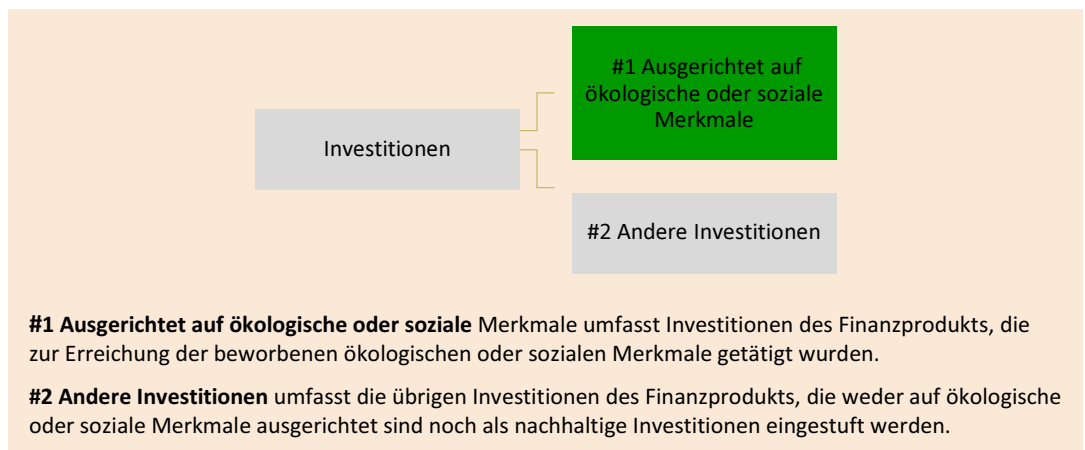 #1 Ausgerichtet auf
ökologische oder soziale
Merkmale
Investitionen
#2 Andere Investitionen
#1 Ausgerichtet auf ökologische oder soziale Merkmale umfasst Investitionen des Finanzprodukts, die
zur Erreichung der beworbenen ökologischen oder sozialen Merkmale getätigt wurden.
#2 Andere Investitionen umfasst die übrigen Investitionen des Finanzprodukts, die weder auf ökologische
oder soziale Merkmale ausgerichtet sind noch als nachhaltige Investitionen eingestuft werden.